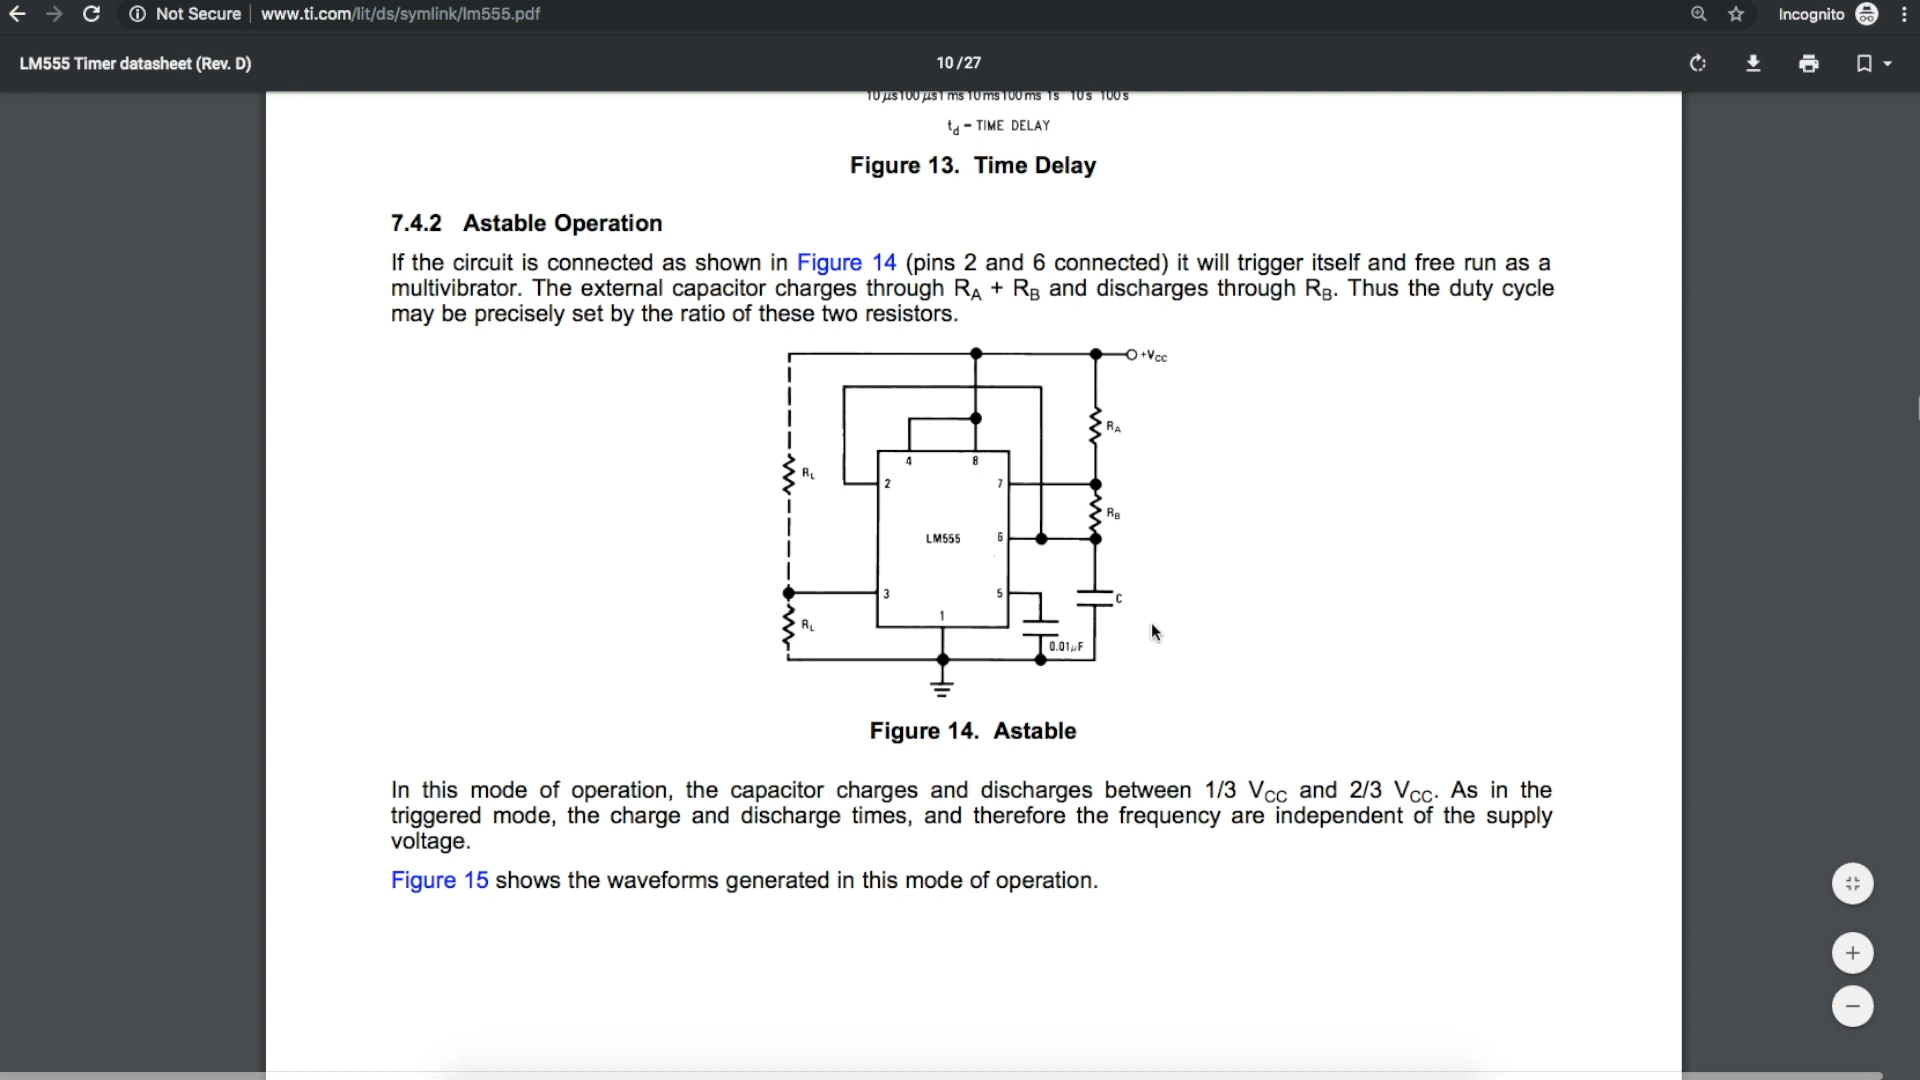 Not Secure | www.ti.com/lit/ds/symlink/lm555.pdf
Incognito
LM555 Timer datasheet (Rev. D)
10/27
10 µs 100 µs 1 ms 10 ms 100 ms 1s 10s 100s
td – TIME DELAY
Figure 13. Time Delay
7.4.2 Astable Operation
If the circuit is connected as shown in Figure 14 (pins 2 and 6 connected) it will trigger itself and free run as a
multivibrator. The external capacitor charges through RA + RB and discharges through RB. Thus the duty cycle
may be precisely set by the ratio of these two resistors.
+VCC
RA
4
8
RL
2
7
RB
LM555
6
3
5
C
1
RL
0.01µF
Figure 14. Astable
In this mode of operation, the capacitor charges and discharges between 1/3 VCC and 2/3 VCC. As in the
triggered mode, the charge and discharge times, and therefore the frequency are independent of the supply
voltage.
Figure 15 shows the waveforms generated in this mode of operation.